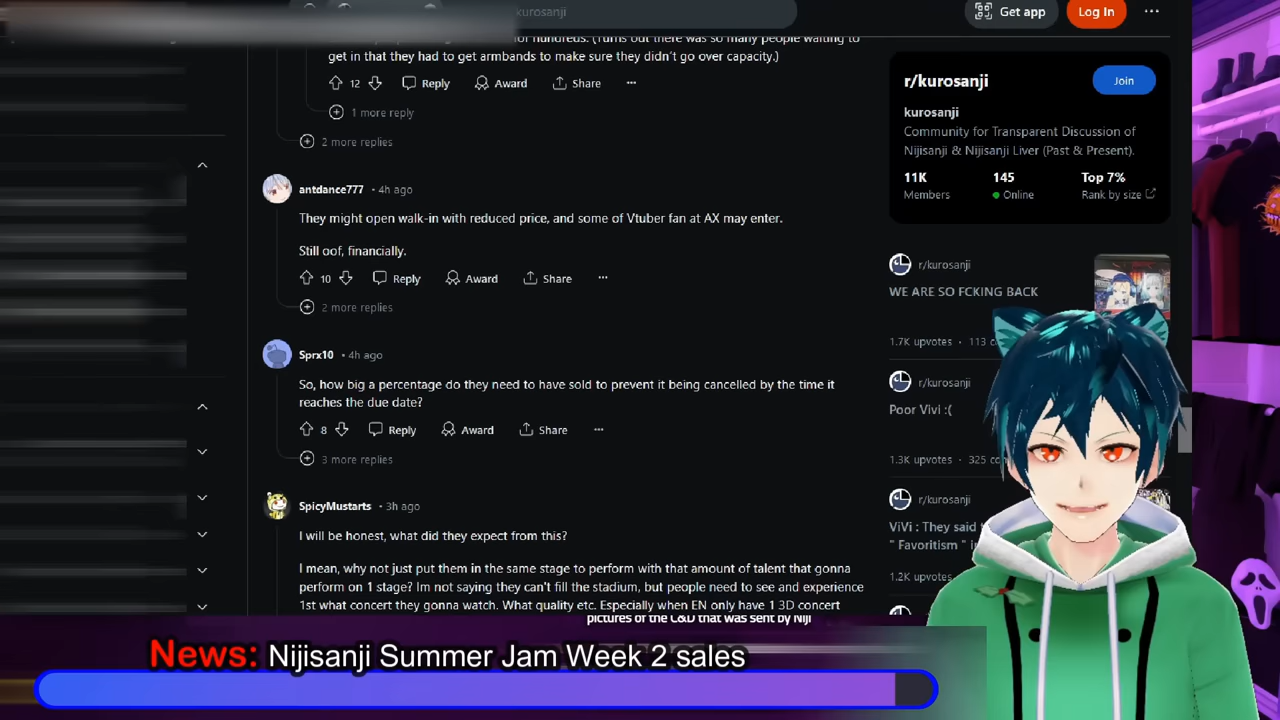 kurosanji
Get app
Log In
for hundreds. (Turns out there was so many people waiting to
get in that they had to get armbands to make sure they didn't go over capacity.)
12 Reply Award Share
1 more reply
2 more replies
antdance777 • 4h ago
They might open walk-in with reduced price, and some of Vtuber fan at AX may enter.
Still oof, financially.
10 Reply Award Share
2 more replies
Sprx10 • 4h ago
So, how big a percentage do they need to have sold to prevent it being cancelled by the time it
reaches the due date?
8 Reply Award Share
3 more replies
SpicyMustarts • 3h ago
I will be honest, what did they expect from this?
I mean, why not just put them in the same stage to perform with that amount of talent that gonna
perform on 1 stage? Im not saying they can't fill the stadium, but people need to see and experience
1st what concert they gonna watch. What quality etc. Especially when EN only have 1 3D concert
r/kurosanji
Join
kurosanji
Community for Transparent Discussion of
Nijisanji & Nijisanji Liver (Past & Present).
11K 145 Top 7%
Members Online Rank by size
r/kurosanji
WE ARE SO FCKING BACK
1.7K upvotes • 113
r/kurosanji
Poor Vivi :(
1.3K upvotes • 325
r/kurosanji
ViVi : They said
" Favoritism "
1.2K upvotes
pictures of the C&D that was sent by Niji
News: Nijisanji Summer Jam Week 2 sales